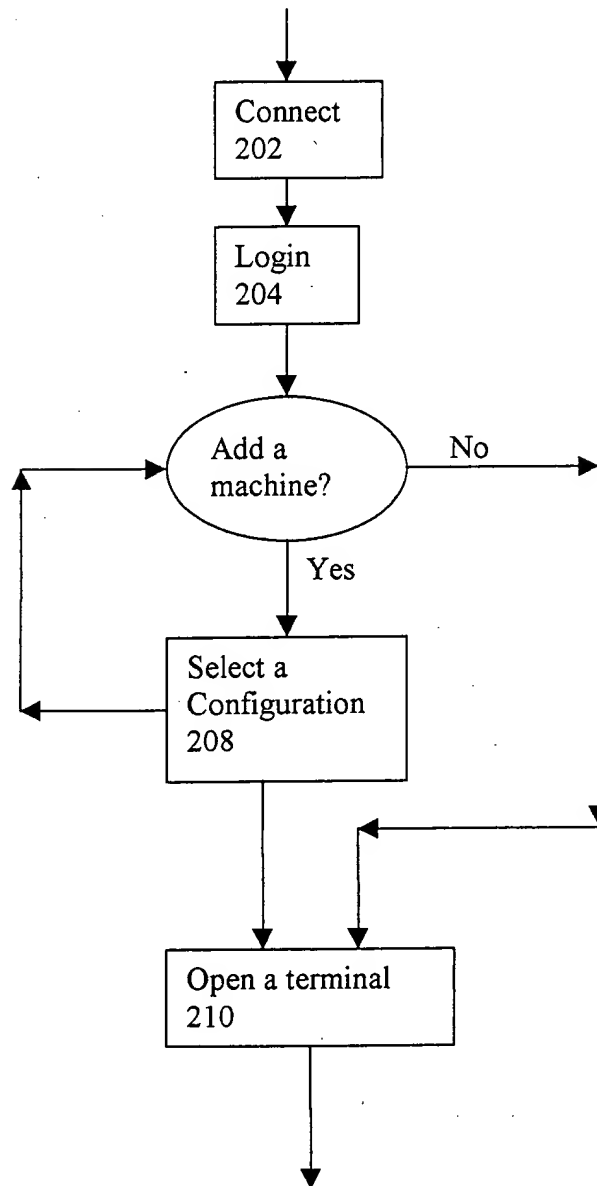 Connect
202
Login
204
Add a
machine?
No
Yes
Select a
Configuration
208
Open a terminal
210